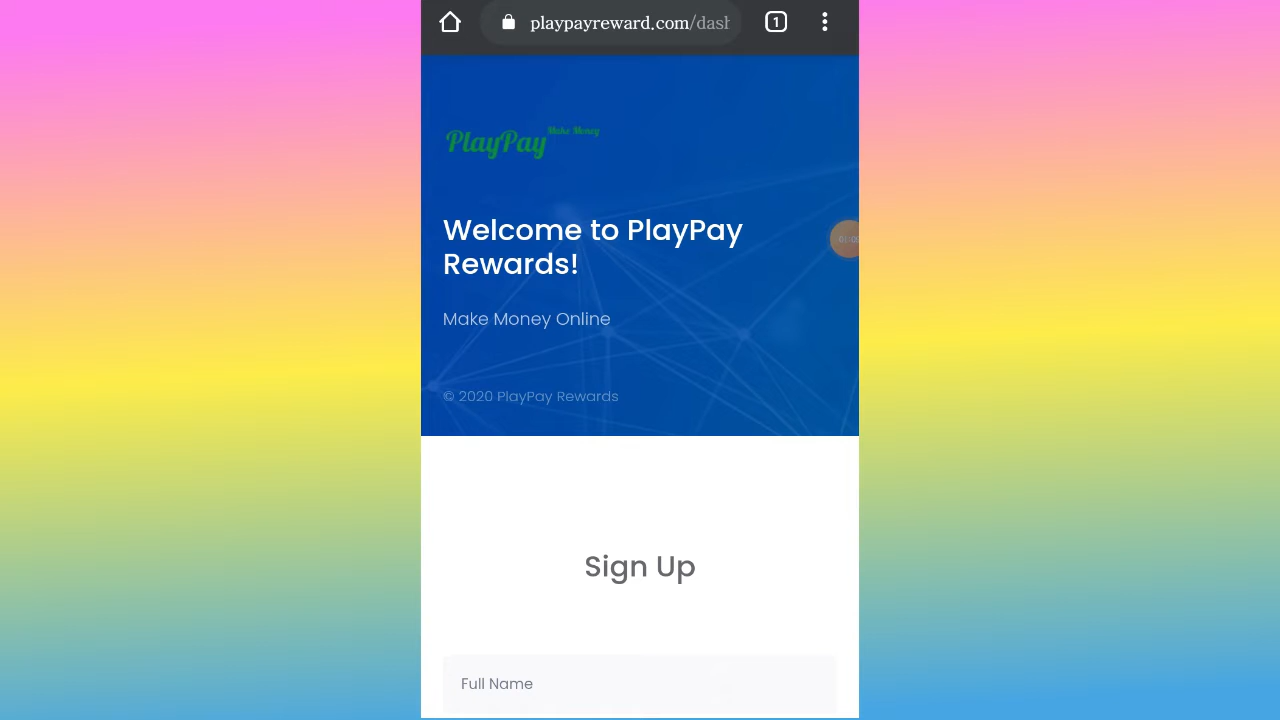 playpayreward.com/dash
1
PlayPay Make Money
Welcome to PlayPay
Rewards!
Make Money Online
© 2020 PlayPay Rewards
Sign Up
Full Name